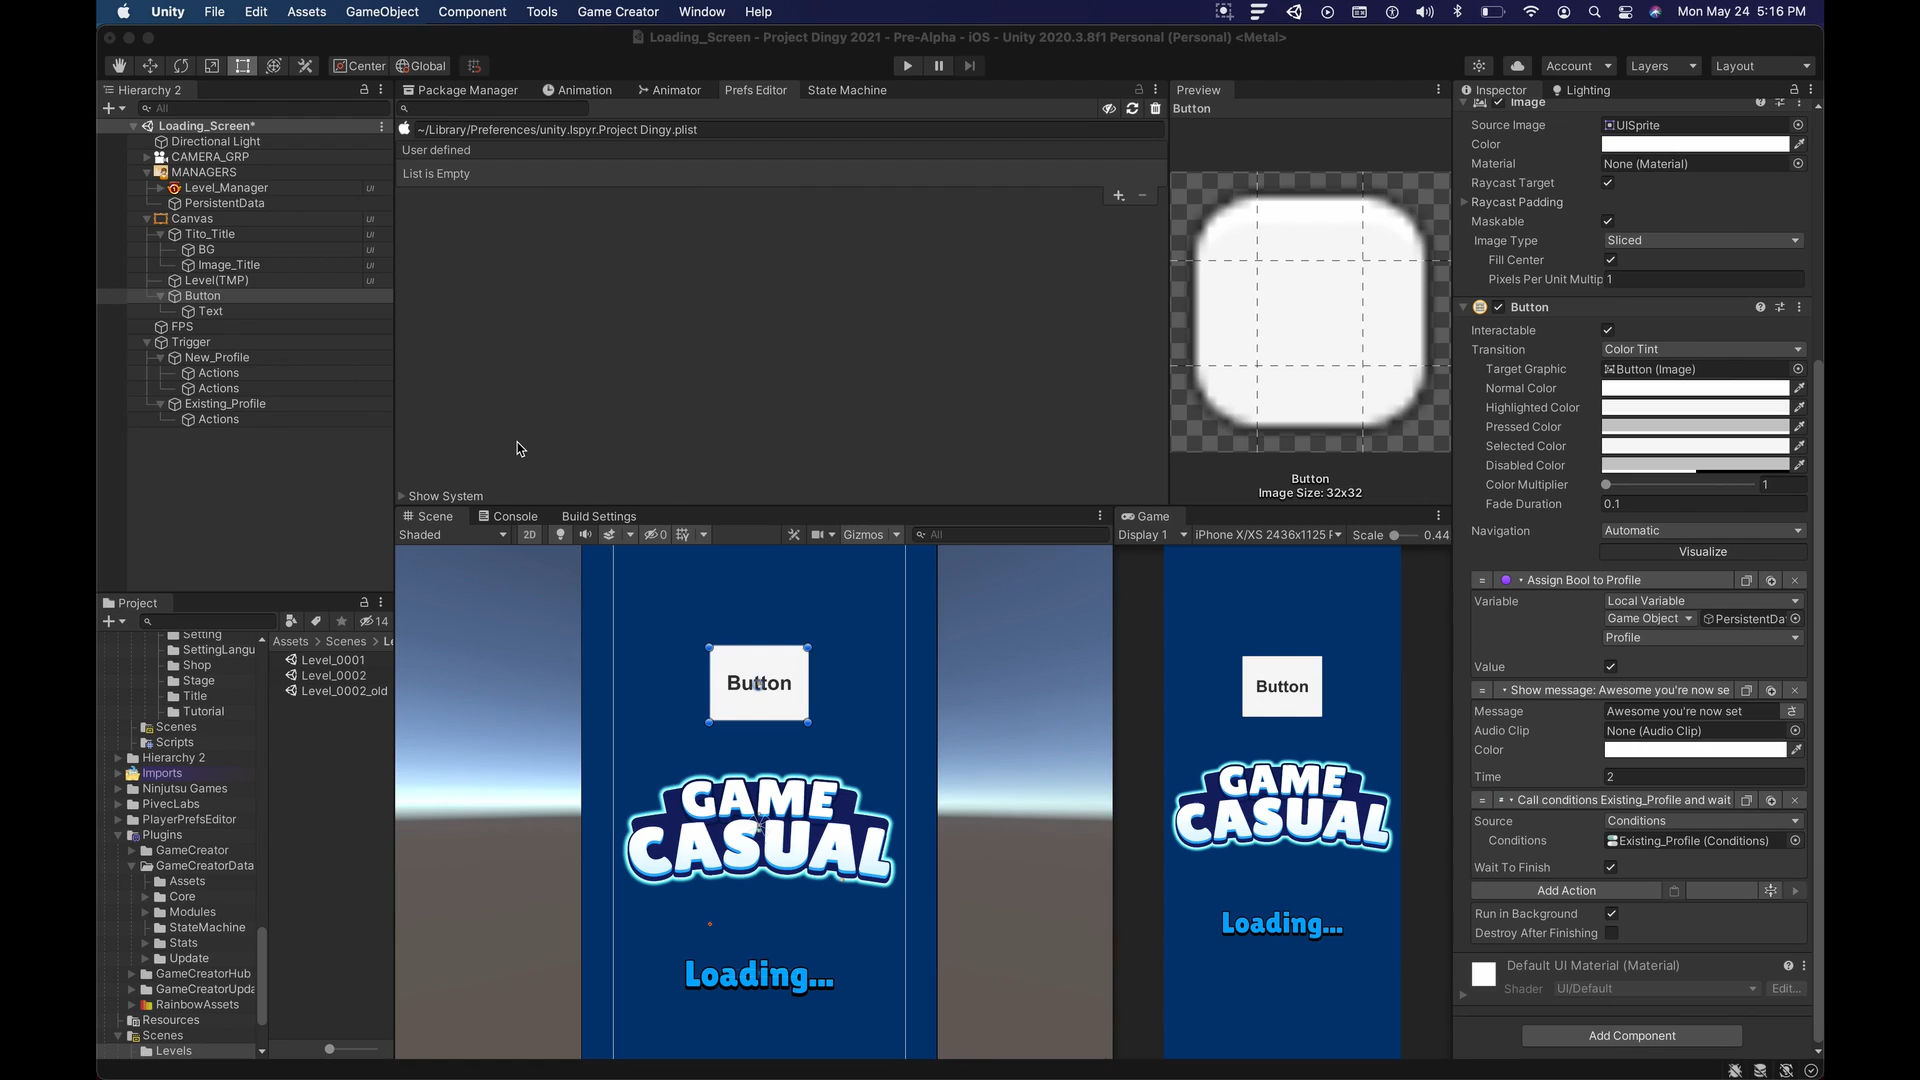 Unity File Edit Assets GameObject Component Tools Game Creator Window Help Mon May 24 5:16 PM
Loading_Screen - Project Dingy 2021 - Pre-Alpha - iOS - Unity 2020.3.8f1 Personal (Personal) <Metal>
Center Global Account Layers Layout
Hierarchy 2
All
Loading_Screen*
Directional Light
CAMERA_GRP
MANAGERS
Level_Manager UI
PersistentData
Canvas UI
Tito_Title UI
BG UI
Image_Title UI
Level(TMP) UI
Button
Text
FPS
Trigger
New_Profile
Actions
Actions
Existing_Profile
Actions
Package Manager Animation Animator Prefs Editor State Machine
~/Library/Preferences/unity.Ispyr.Project Dingy.plist
User defined
List is Empty
Show System
Preview
Button
Button
Image Size: 32x32
Scene Console Build Settings
Shaded 2D 0 Gizmos All
Button
GAME
CASUAL
Loading...
Game
Display 1 iPhone X/XS 2436x1125 Scale 0.44
Button
GAME
CASUAL
Loading...
Project
14
Setting
SettingLangu
Shop
Stage
Title
Tutorial
Scenes
Scripts
Hierarchy 2
Imports
Ninjutsu Games
PivecLabs
PlayerPrefsEditor
Plugins
GameCreator
GameCreatorData
Assets
Core
Modules
StateMachine
Stats
Update
GameCreatorHub
GameCreatorUpda
RainbowAssets
Resources
Scenes
Levels
Assets > Scenes > Le
Level_0001
Level_0002
Level_0002_old
Inspector Lighting
Image
Source Image UISprite
Color
Material None (Material)
Raycast Target
Raycast Padding
Maskable
Image Type Sliced
Fill Center
Pixels Per Unit Multip 1
Button
Interactable
Transition Color Tint
Target Graphic Button (Image)
Normal Color
Highlighted Color
Pressed Color
Selected Color
Disabled Color
Color Multiplier 1
Fade Duration 0.1
Navigation Automatic
Visualize
Assign Bool to Profile
Variable Local Variable
Game Object PersistentDa
Profile
Value
Show message: Awesome you're now se
Message Awesome you're now set
Audio Clip None (Audio Clip)
Color
Time 2
Call conditions Existing_Profile and wait
Source Conditions
Conditions Existing_Profile (Conditions)
Wait To Finish
Add Action
Run in Background
Destroy After Finishing
Default UI Material (Material)
Shader UI/Default Edit...
Add Component